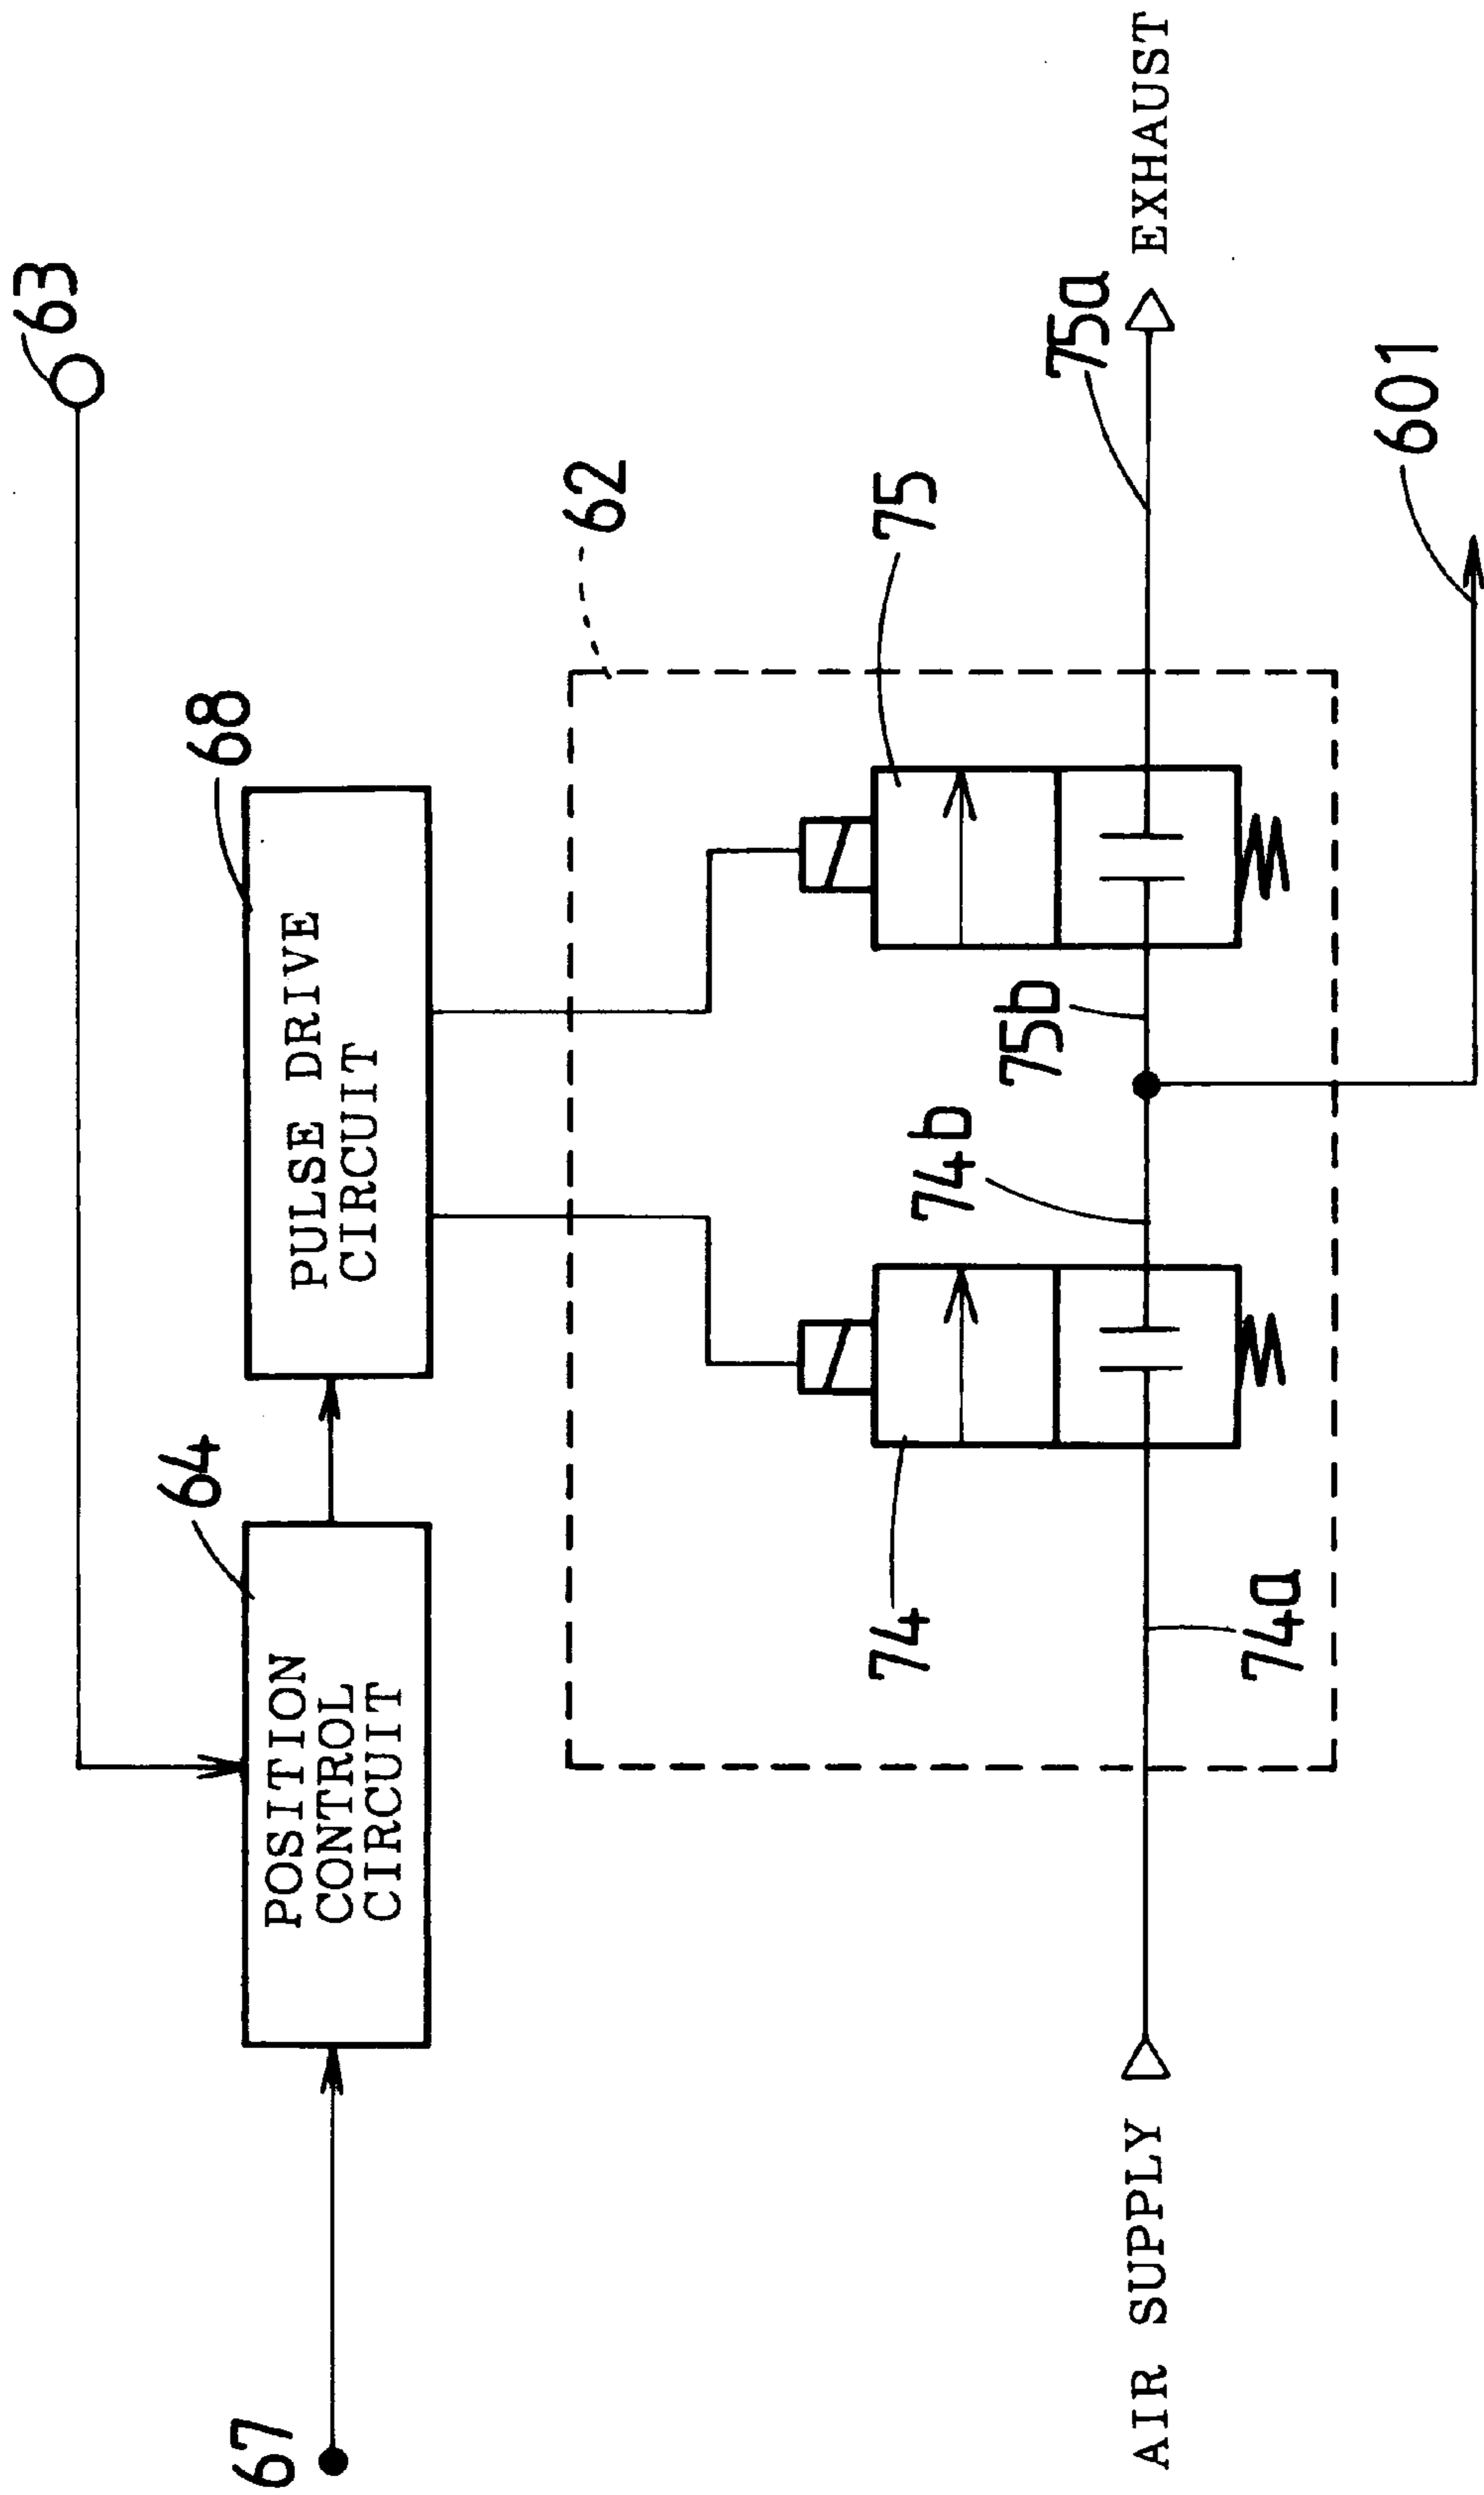 63
67
64
POSITION
CONTROL
CIRCUIT
68
PULSE DRIVE
CIRCUIT
62
74
75
74b
75b
75a
74a
AIR SUPPLY
EXHAUST
601